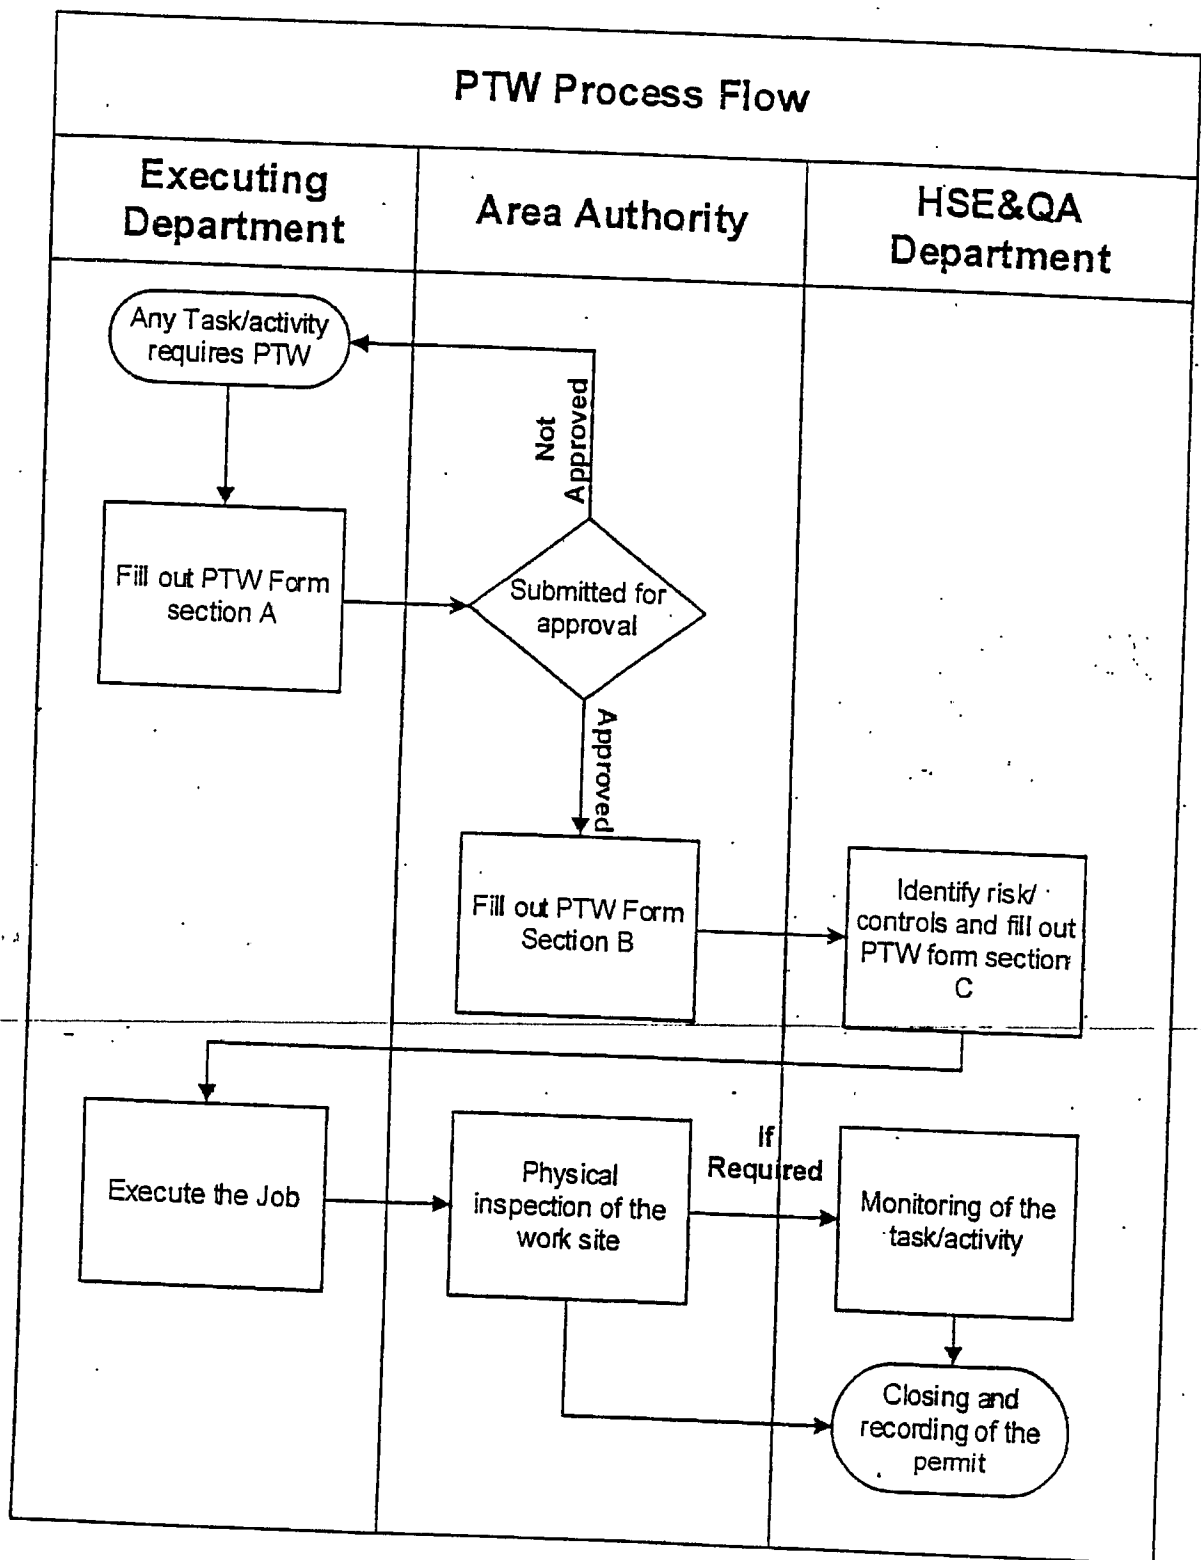 PTW Process Flow
Executing
Department
Area Authority
HSE&QA
Department
Any Task/activity
requires PTW
Not
Approved
Fill out PTW Form
section A
Submitted for
approval
Approved
Fill out PTW Form
Section B
Identify risk/
controls and fill out
PTW form section
C
Execute the Job
Physical
inspection of the
work site
If
Required
Monitoring of the
task/activity
Closing and
recording of the
permit